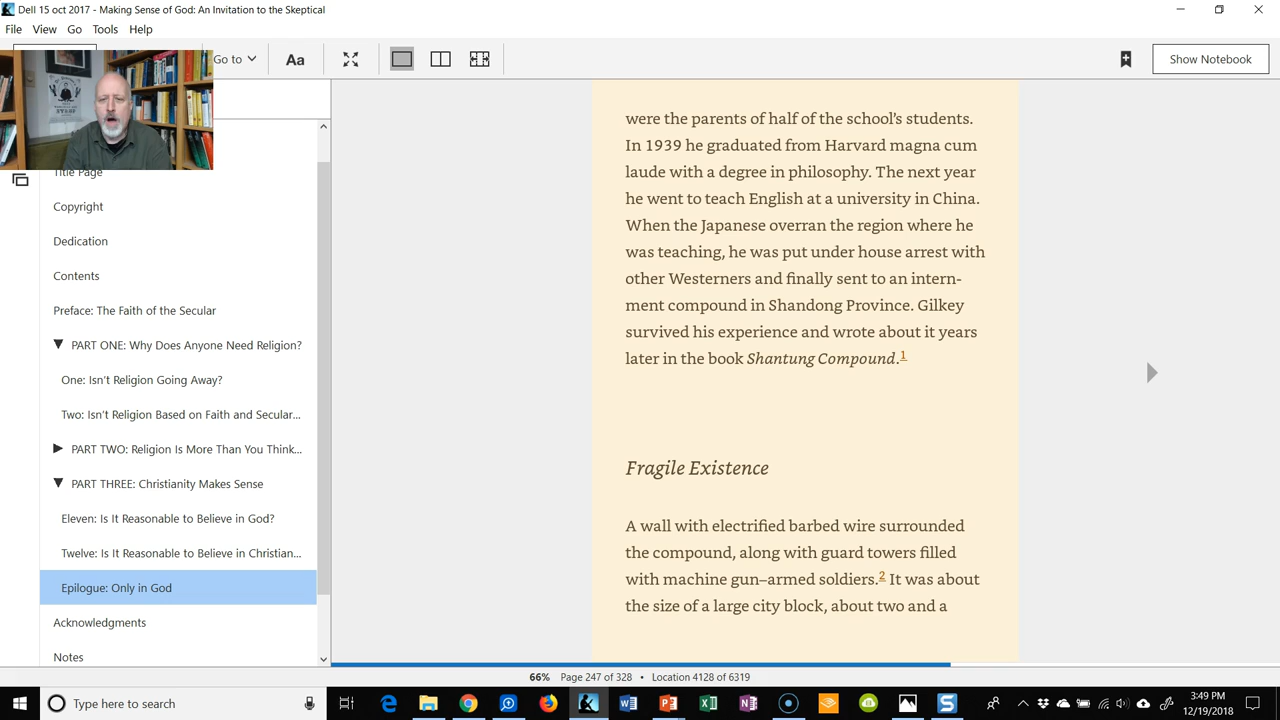 Dell 15 oct 2017 - Making Sense of God: An Invitation to the Skeptical
File View Go Tools Help
Go to
Aa
Show Notebook
Title Page
Copyright
Dedication
Contents
Preface: The Faith of the Secular
PART ONE: Why Does Anyone Need Religion?
One: Isn't Religion Going Away?
Two: Isn't Religion Based on Faith and Secular...
PART TWO: Religion Is More Than You Think...
PART THREE: Christianity Makes Sense
Eleven: Is It Reasonable to Believe in God?
Twelve: Is It Reasonable to Believe in Christian...
Epilogue: Only in God
Acknowledgments
Notes
were the parents of half of the school's students.
In 1939 he graduated from Harvard magna cum
laude with a degree in philosophy. The next year
he went to teach English at a university in China.
When the Japanese overran the region where he
was teaching, he was put under house arrest with
other Westerners and finally sent to an intern-
ment compound in Shandong Province. Gilkey
survived his experience and wrote about it years
later in the book Shantung Compound.1
Fragile Existence
A wall with electrified barbed wire surrounded
the compound, along with guard towers filled
with machine gun–armed soldiers.2 It was about
the size of a large city block, about two and a
66% Page 247 of 328 • Location 4128 of 6319
Type here to search
3:49 PM
12/19/2018